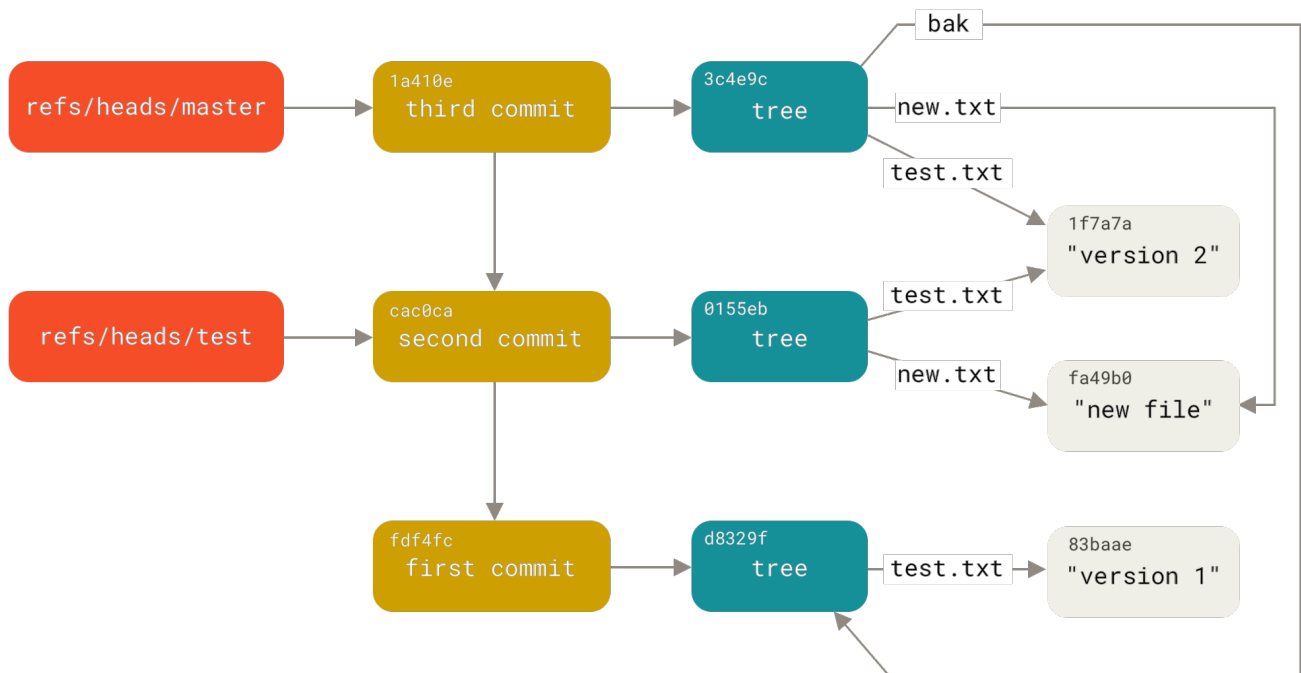 bak
1a410e
3c4e9c
refs/heads/master
third commit
tree
new.txt
test.txt
1f7a7a
"version 2"
test.txt
cac0ca
0155eb
refs/heads/test
second commit
tree
new.txt
fa49b0
"new file"
fdf4fc
d8329f
83baae
first commit
tree
test.txt
"version 1"